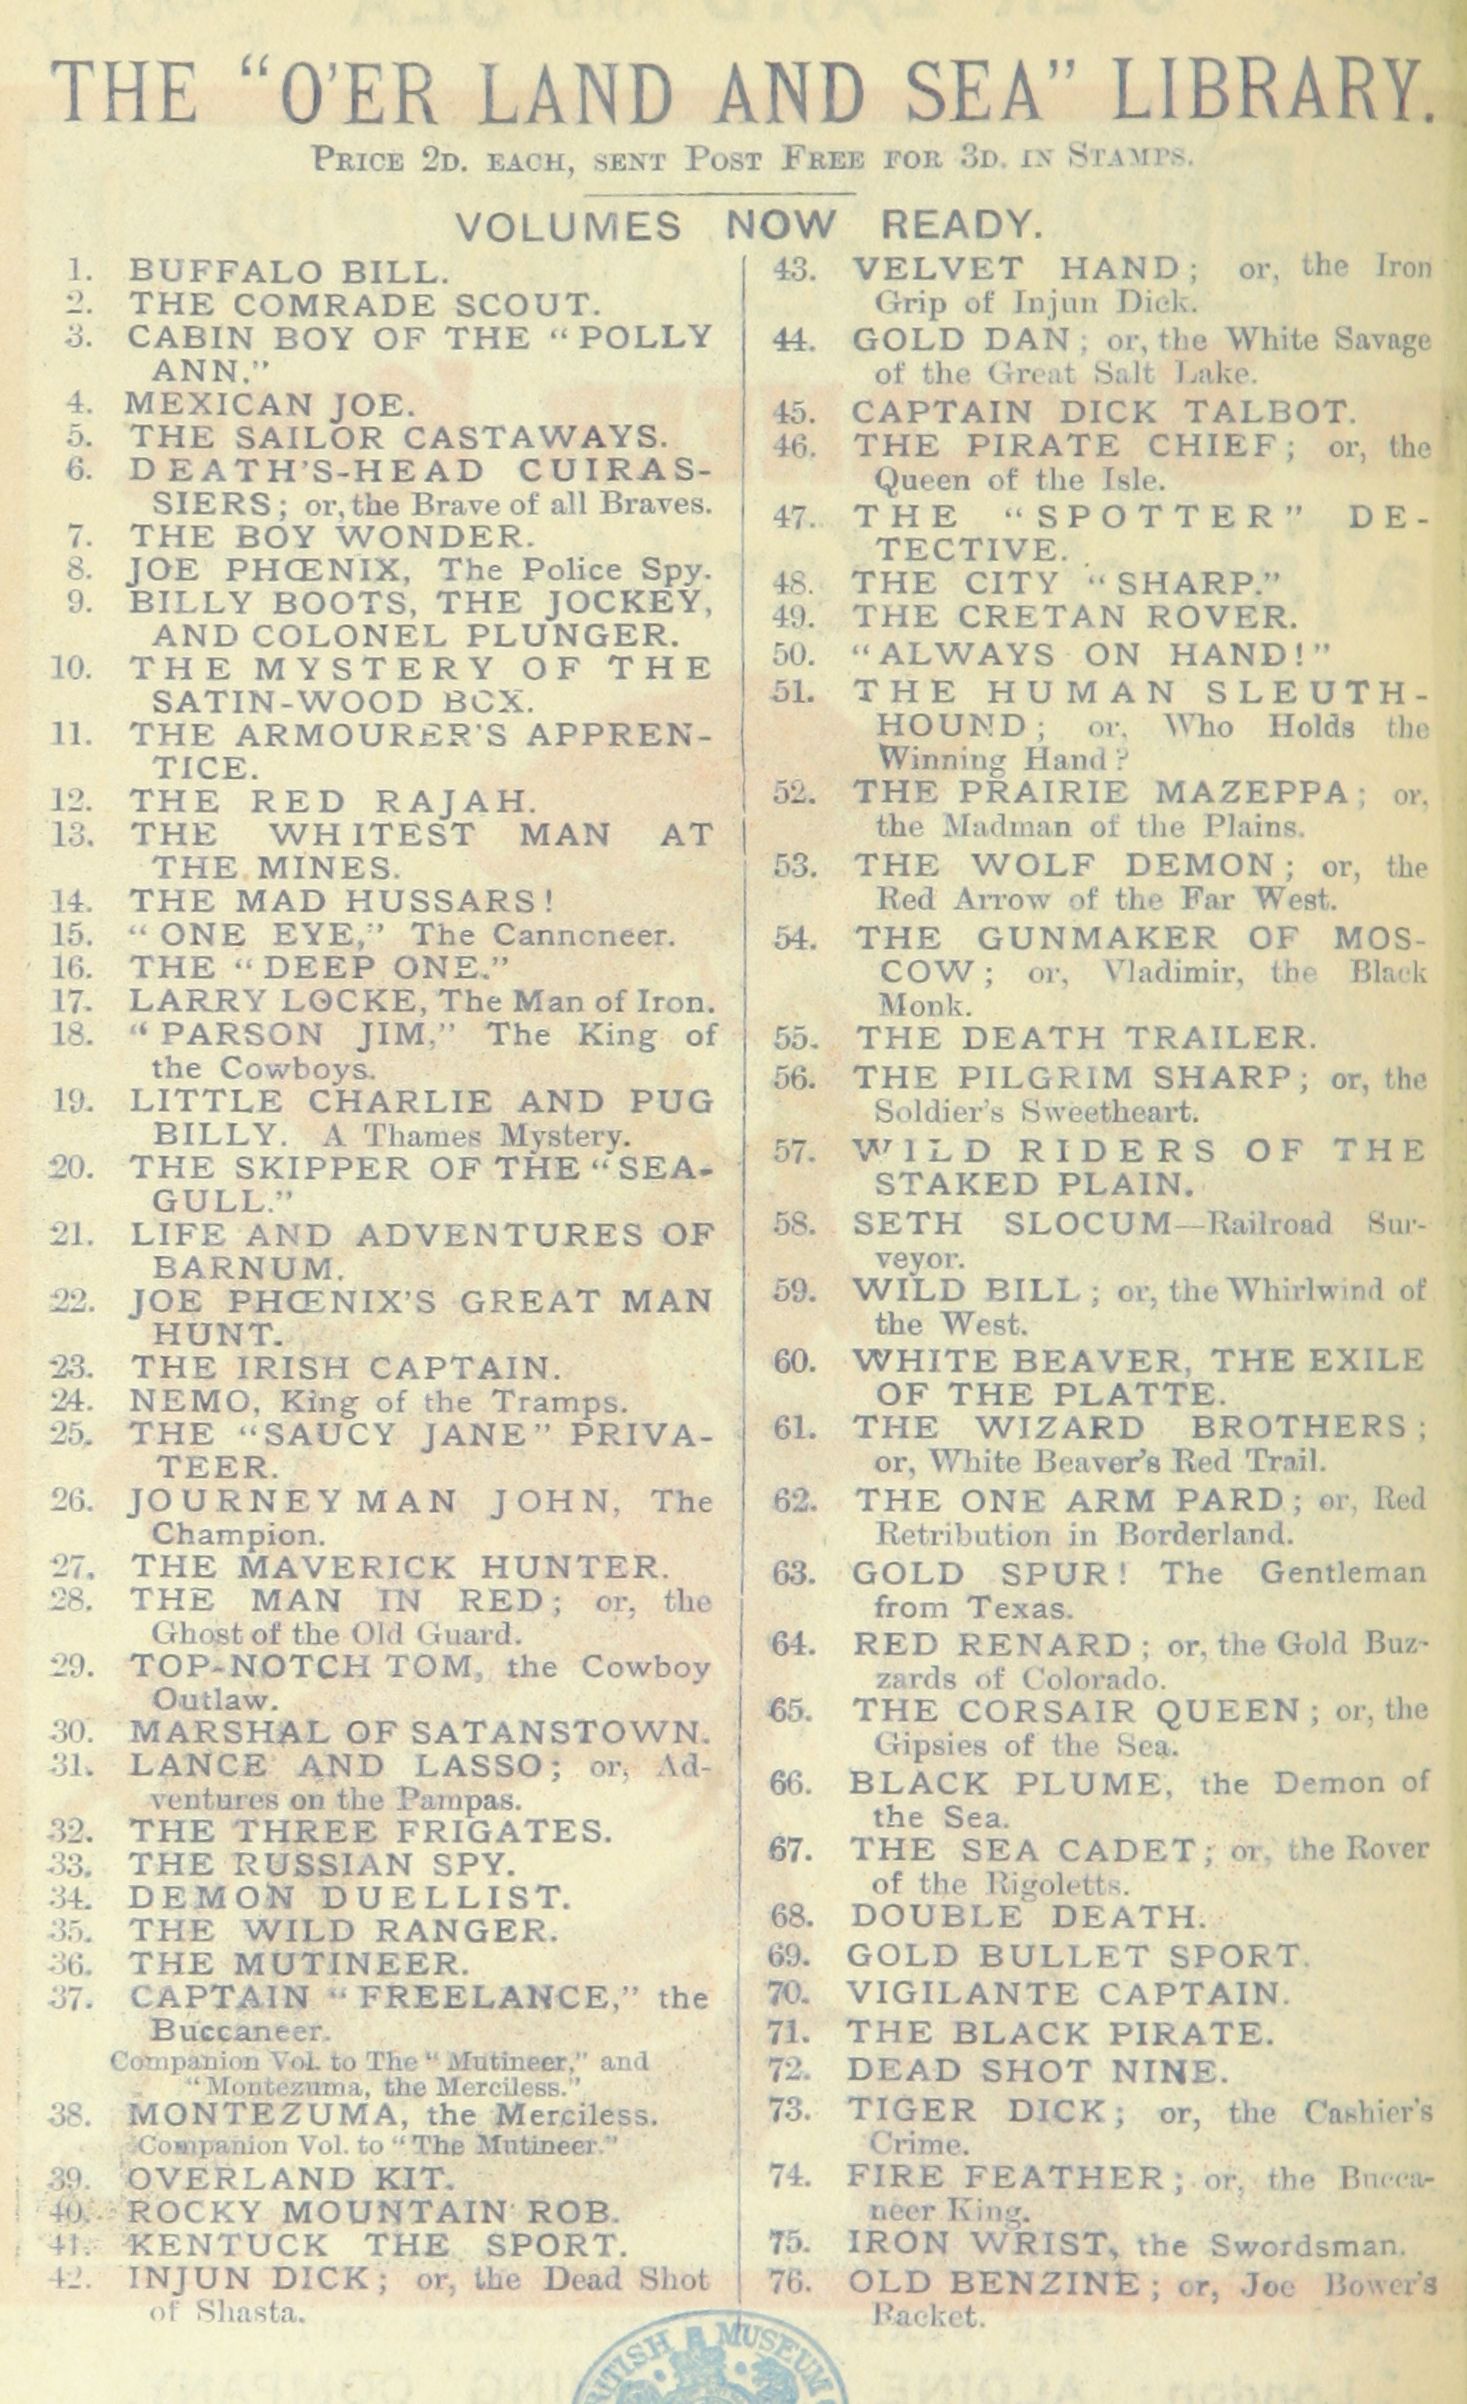 THE "O'ER LAND AND SEA" LIBRARY.
PRICE 2D. EACH, SENT POST FREE FOR 3D. IN STAMPS.
VOLUMES NOW READY.
1. BUFFALO BILL.
2. THE COMRADE SCOUT.
3. CABIN BOY OF THE "POLLY
ANN."
4. MEXICAN JOE.
5. THE SAILOR CASTAWAYS.
6. DEATH'S-HEAD CUIRAS-
SIERS; or, the Brave of all Braves.
7. THE BOY WONDER.
8. JOE PHŒNIX, The Police Spy.
9. BILLY BOOTS, THE JOCKEY,
AND COLONEL PLUNGER.
10. THE MYSTERY OF THE
SATIN-WOOD BOX.
11. THE ARMOURER'S APPREN-
TICE.
12. THE RED RAJAH.
13. THE WHITEST MAN AT
THE MINES.
14. THE MAD HUSSARS!
15. "ONE EYE," The Cannoneer.
16. THE "DEEP ONE."
17. LARRY LOCKE, The Man of Iron.
18. "PARSON JIM," The King of
the Cowboys.
19. LITTLE CHARLIE AND PUG
BILLY. A Thames Mystery.
20. THE SKIPPER OF THE "SEA-
GULL."
21. LIFE AND ADVENTURES OF
BARNUM.
22. JOE PHŒNIX'S GREAT MAN
HUNT.
23. THE IRISH CAPTAIN.
24. NEMO, King of the Tramps.
25. THE "SAUCY JANE" PRIVA-
TEER.
26. JOURNEYMAN JOHN, The
Champion.
27. THE MAVERICK HUNTER.
28. THE MAN IN RED; or, the
Ghost of the Old Guard.
29. TOP-NOTCH TOM, the Cowboy
Outlaw.
30. MARSHAL OF SATANSTOWN.
31. LANCE AND LASSO; or, Ad-
ventures on the Pampas.
32. THE THREE FRIGATES.
33. THE RUSSIAN SPY.
34. DEMON DUELLIST.
35. THE WILD RANGER.
36. THE MUTINEER.
37. CAPTAIN "FREELANCE," the
Buccaneer.
Companion Vol. to The "Mutineer," and
"Montezuma, the Merciless."
38. MONTEZUMA, the Merciless.
Companion Vol. to "The Mutineer."
39. OVERLAND KIT.
40. ROCKY MOUNTAIN ROB.
41. KENTUCK THE SPORT.
42. INJUN DICK; or, the Dead Shot
of Shasta.
43. VELVET HAND; or, the Iron
Grip of Injun Dick.
44. GOLD DAN; or, the White Savage
of the Great Salt Lake.
45. CAPTAIN DICK TALBOT.
46. THE PIRATE CHIEF; or, the
Queen of the Isle.
47. THE "SPOTTER" DE-
TECTIVE.
48. THE CITY "SHARP."
49. THE CRETAN ROVER.
50. "ALWAYS ON HAND!"
51. THE HUMAN SLEUTH-
HOUND; or, Who Holds the
Winning Hand?
52. THE PRAIRIE MAZEPPA; or,
the Madman of the Plains.
53. THE WOLF DEMON; or, the
Red Arrow of the Far West.
54. THE GUNMAKER OF MOS-
COW; or, Vladimir, the Black
Monk.
55. THE DEATH TRAILER.
56. THE PILGRIM SHARP; or, the
Soldier's Sweetheart.
57. WILD RIDERS OF THE
STAKED PLAIN.
58. SETH SLOCUM—Railroad Sur-
veyor.
59. WILD BILL; or, the Whirlwind of
the West.
60. WHITE BEAVER, THE EXILE
OF THE PLATTE.
61. THE WIZARD BROTHERS;
or, White Beaver's Red Trail.
62. THE ONE ARM PARD; or, Red
Retribution in Borderland.
63. GOLD SPUR! The Gentleman
from Texas.
64. RED RENARD; or, the Gold Buz-
zards of Colorado.
65. THE CORSAIR QUEEN; or, the
Gipsies of the Sea.
66. BLACK PLUME, the Demon of
the Sea.
67. THE SEA CADET; or, the Rover
of the Rigoletts.
68. DOUBLE DEATH.
69. GOLD BULLET SPORT.
70. VIGILANTE CAPTAIN.
71. THE BLACK PIRATE.
72. DEAD SHOT NINE.
73. TIGER DICK; or, the Cashier's
Crime.
74. FIRE FEATHER; or, the Bucca-
neer King.
75. IRON WRIST, the Swordsman.
76. OLD BENZINE; or, Joe Bower's
Racket.
BRITISH MUSEUM